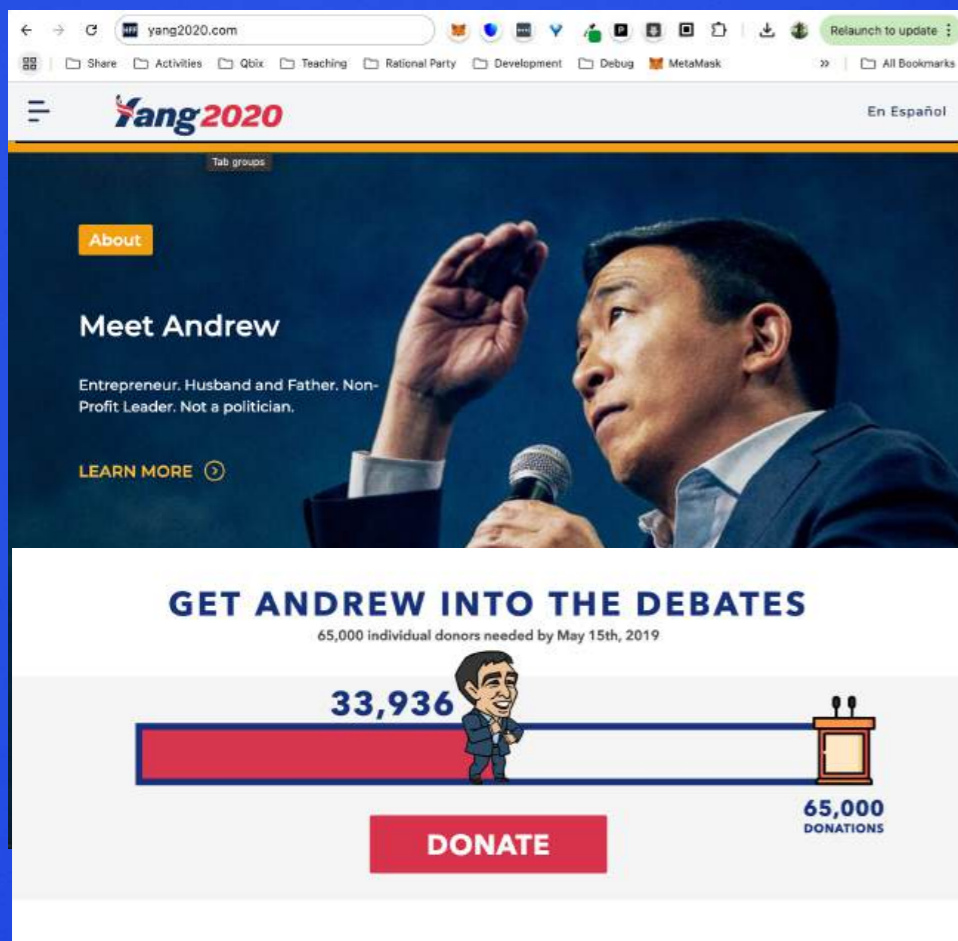 yang2020.com
Relaunch to update
Share Activities Qbix Teaching Rational Party Development Debug MetaMask » All Bookmarks
Yang2020
En Español
Tab groups
About
Meet Andrew
Entrepreneur. Husband and Father. Non-
Profit Leader. Not a politician.
LEARN MORE
GET ANDREW INTO THE DEBATES
65,000 individual donors needed by May 15th, 2019
33,936
65,000
DONATIONS
DONATE